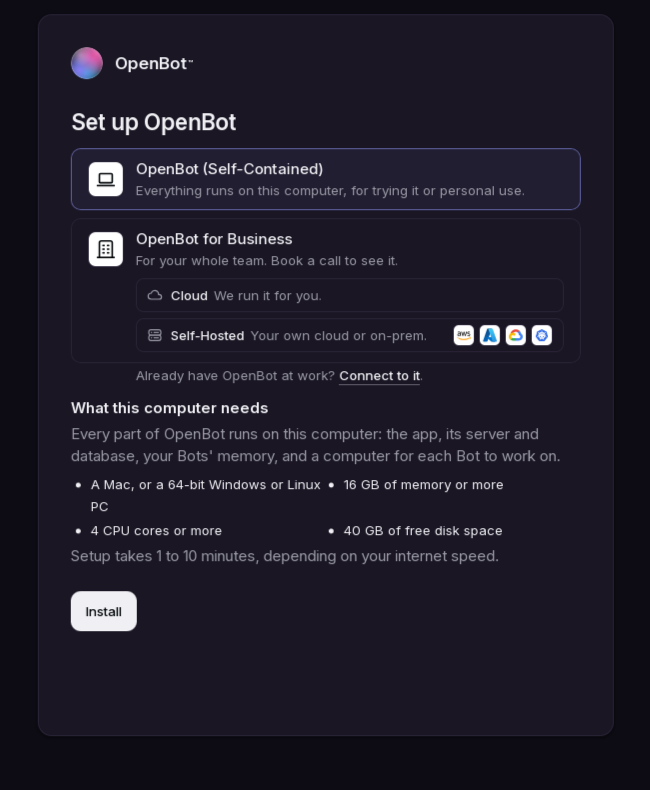 OpenBot™
Set up OpenBot
OpenBot (Self-Contained)
Everything runs on this computer, for trying it or personal use.
OpenBot for Business
For your whole team. Book a call to see it.
Cloud We run it for you.
Self-Hosted Your own cloud or on-prem.
aws
Already have OpenBot at work? Connect to it.
What this computer needs
Every part of OpenBot runs on this computer: the app, its server and
database, your Bots' memory, and a computer for each Bot to work on.
• A Mac, or a 64-bit Windows or Linux
PC
• 16 GB of memory or more
• 4 CPU cores or more
• 40 GB of free disk space
Setup takes 1 to 10 minutes, depending on your internet speed.
Install